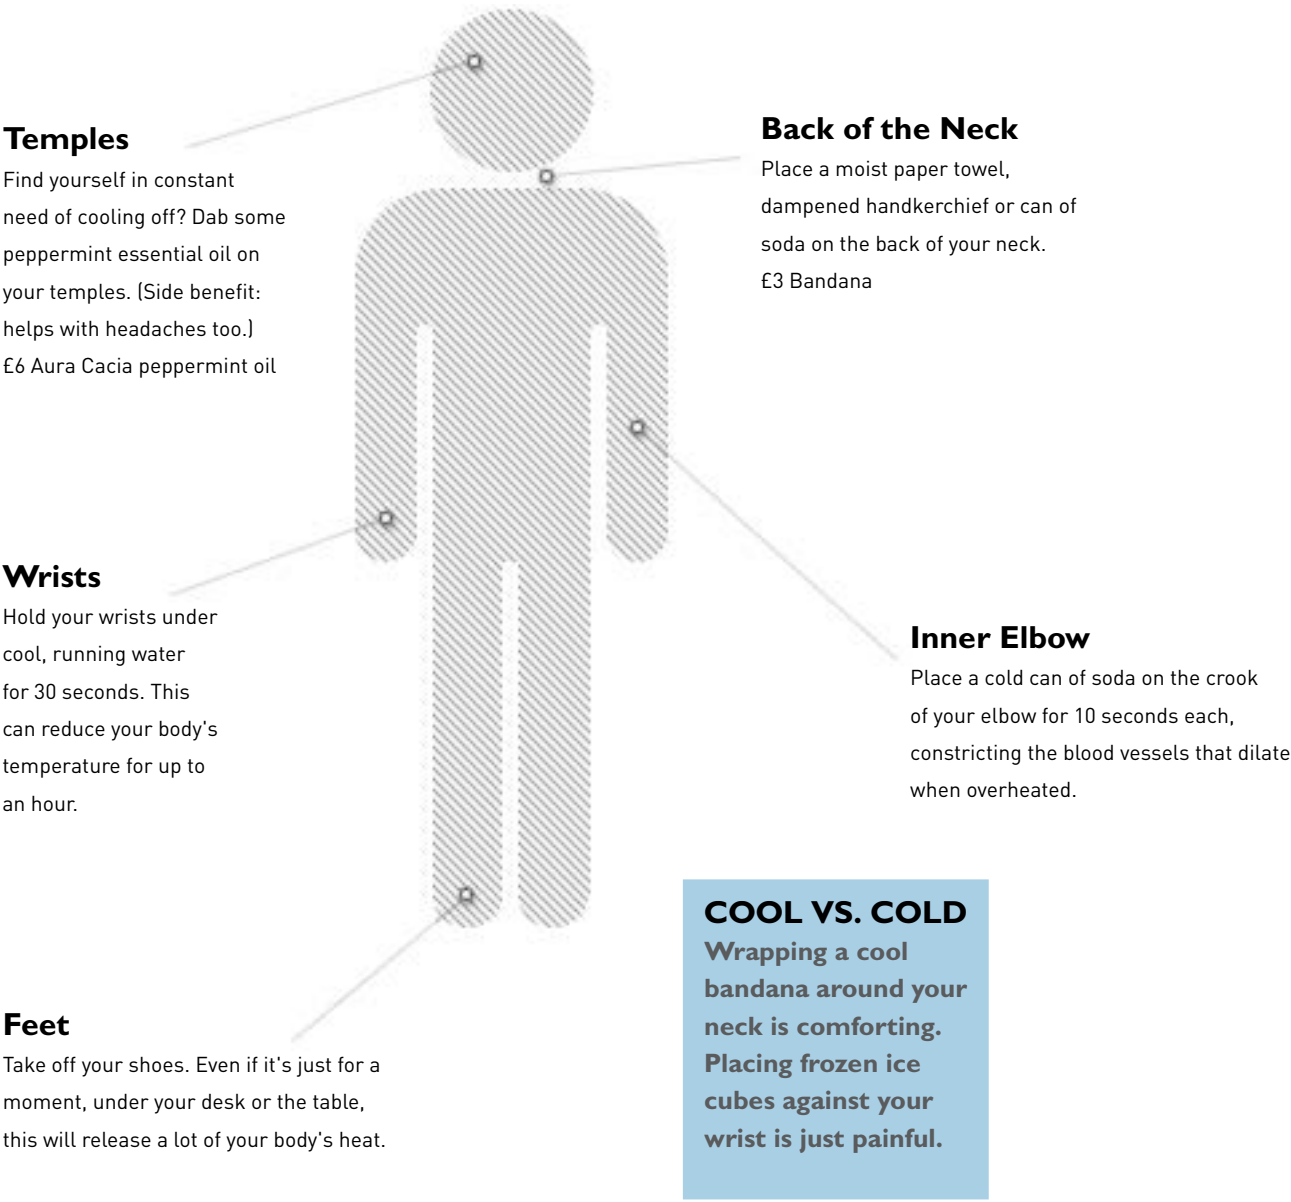 Temples
Find yourself in constant
need of cooling off? Dab some
peppermint essential oil on
your temples. (Side benefit:
helps with headaches too.)
£6 Aura Cacia peppermint oil
Back of the Neck
Place a moist paper towel,
dampened handkerchief or can of
soda on the back of your neck.
£3 Bandana
Wrists
Hold your wrists under
cool, running water
for 30 seconds. This
can reduce your body's
temperature for up to
an hour.
Inner Elbow
Place a cold can of soda on the crook
of your elbow for 10 seconds each,
constricting the blood vessels that dilate
when overheated.
Feet
Take off your shoes. Even if it's just for a
moment, under your desk or the table,
this will release a lot of your body's heat.
COOL VS. COLD
Wrapping a cool
bandana around your
neck is comforting.
Placing frozen ice
cubes against your
wrist is just painful.